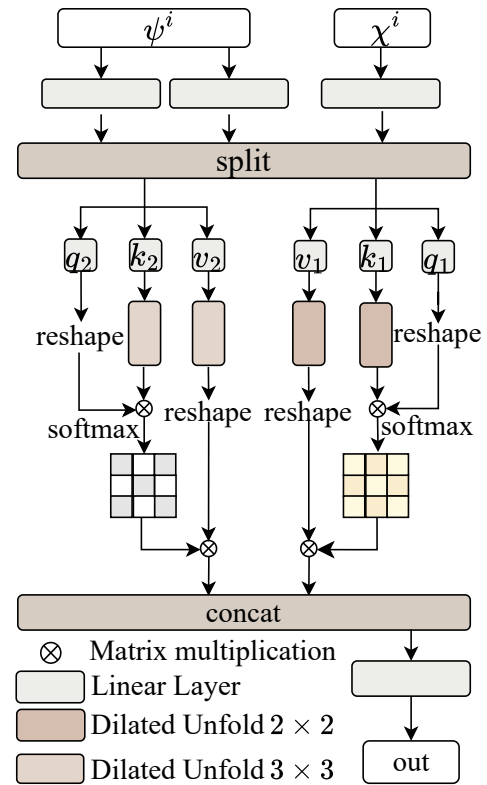 ψ^i χ^i
split
q₂ k₂ v₂ v₁ k₁ q₁
reshape reshape
reshape reshape
softmax softmax
concat
⊗ Matrix multiplication
Linear Layer
Dilated Unfold 2 × 2
Dilated Unfold 3 × 3
out